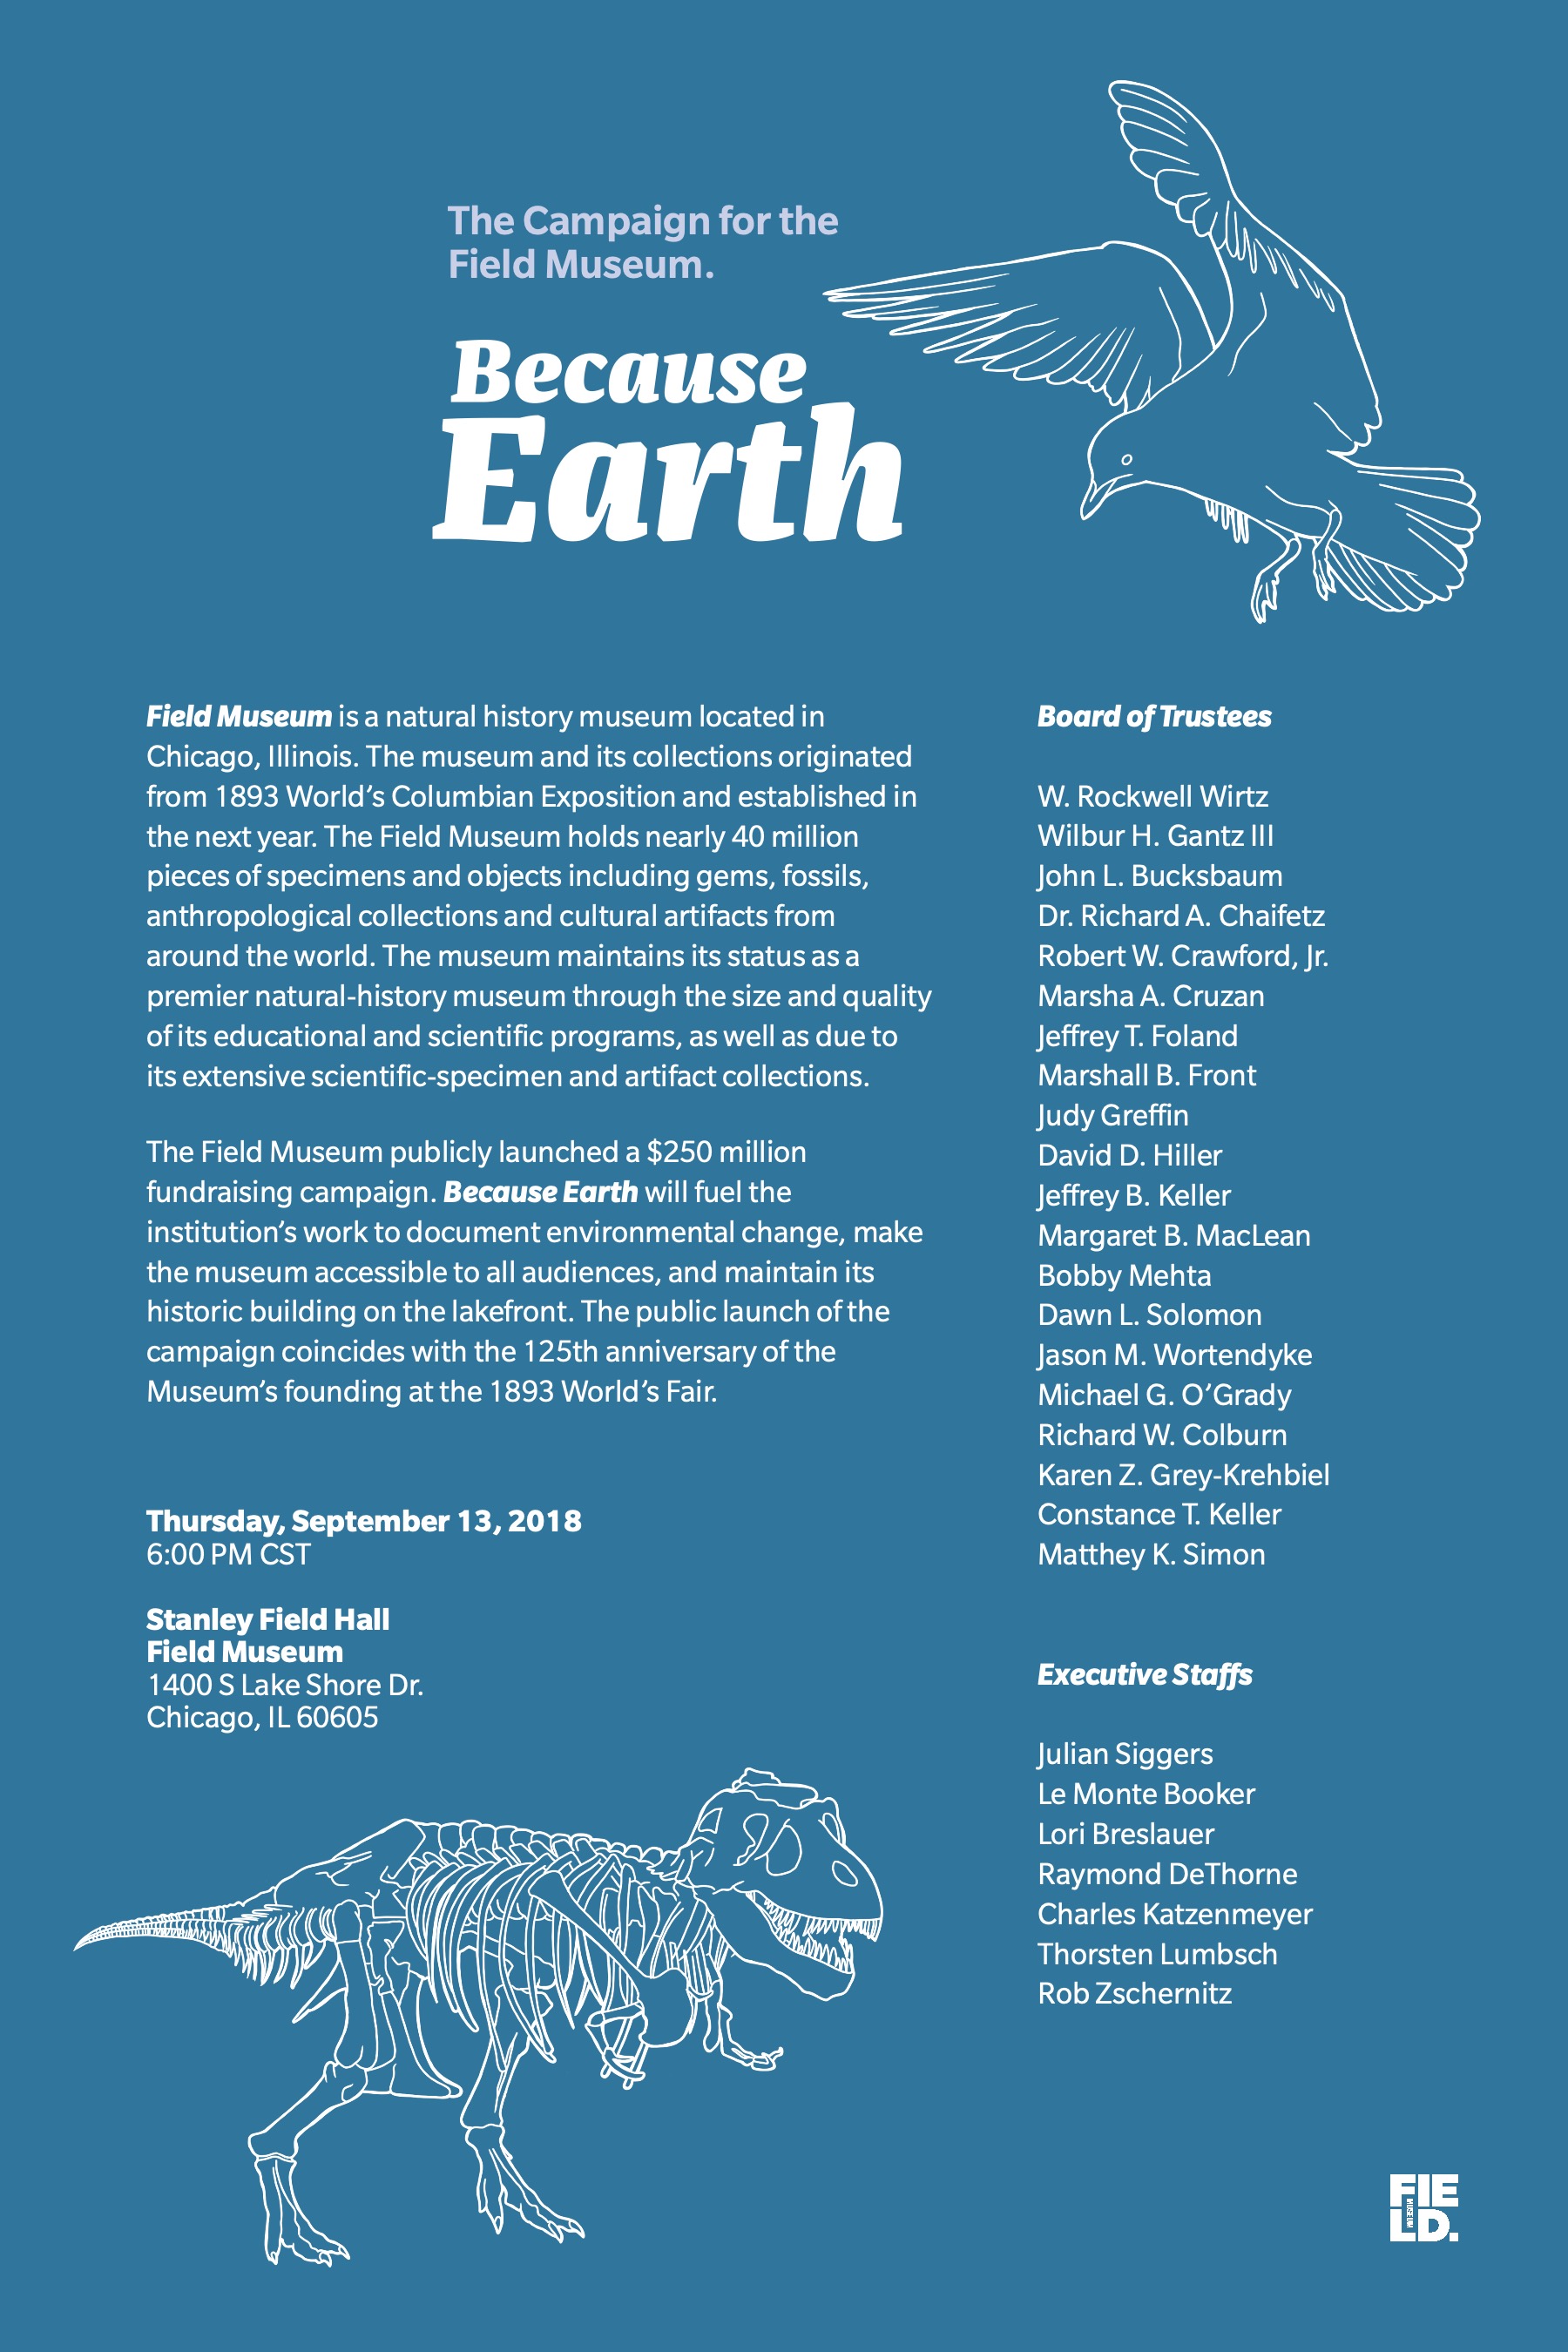 The Campaign for the
Field Museum.
Because
Earth
Field Museum is a natural history museum located in
Chicago, Illinois. The museum and its collections originated
from 1893 World’s Columbian Exposition and established in
the next year. The Field Museum holds nearly 40 million
pieces of specimens and objects including gems, fossils,
anthropological collections and cultural artifacts from
around the world. The museum maintains its status as a
premier natural-history museum through the size and quality
of its educational and scientific programs, as well as due to
its extensive scientific-specimen and artifact collections.
The Field Museum publicly launched a $250 million
fundraising campaign. Because Earth will fuel the
institution’s work to document environmental change, make
the museum accessible to all audiences, and maintain its
historic building on the lakefront. The public launch of the
campaign coincides with the 125th anniversary of the
Museum’s founding at the 1893 World’s Fair.
Thursday, September 13, 2018
6:00 PM CST
Stanley Field Hall
Field Museum
1400 S Lake Shore Dr.
Chicago, IL 60605
Board of Trustees
W. Rockwell Wirtz
Wilbur H. Gantz III
John L. Bucksbaum
Dr. Richard A. Chaifetz
Robert W. Crawford, Jr.
Marsha A. Cruzan
Jeffrey T. Foland
Marshall B. Front
Judy Greffin
David D. Hiller
Jeffrey B. Keller
Margaret B. MacLean
Bobby Mehta
Dawn L. Solomon
Jason M. Wortendyke
Michael G. O’Grady
Richard W. Colburn
Karen Z. Grey-Krehbiel
Constance T. Keller
Matthey K. Simon
Executive Staffs
Julian Siggers
Le Monte Booker
Lori Breslauer
Raymond DeThorne
Charles Katzenmeyer
Thorsten Lumbsch
Rob Zschernitz
FIE
LD.
MUSEUM